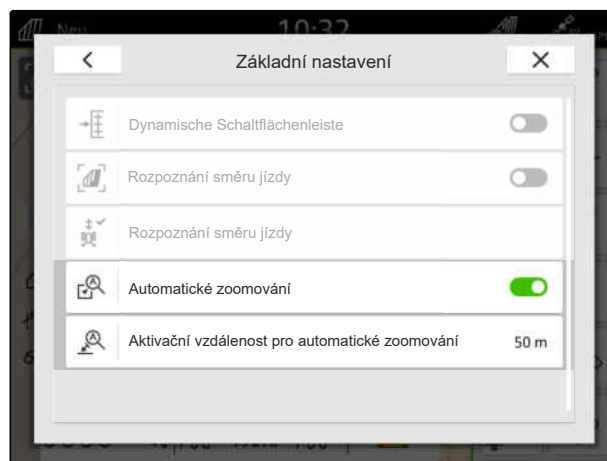 Neu 10:32
Základní nastavení
Dynamische Schaltflächenleiste
Rozpoznání směru jízdy
Rozpoznání směru jízdy
Automatické zoomování
Aktivační vzdálenost pro automatické zoomování 50 m